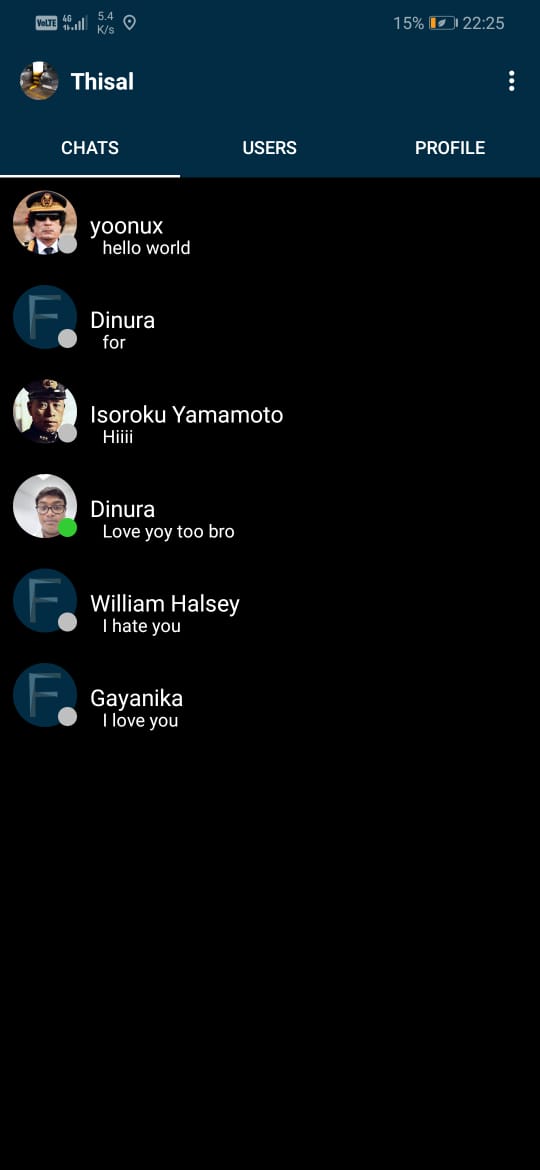 VoLTE 4G 5.4 K/s 15% 22:25
Thisal
CHATS USERS PROFILE
yoonux
hello world
F
Dinura
for
Isoroku Yamamoto
Hiiii
Dinura
Love yoy too bro
F
William Halsey
I hate you
F
Gayanika
I love you